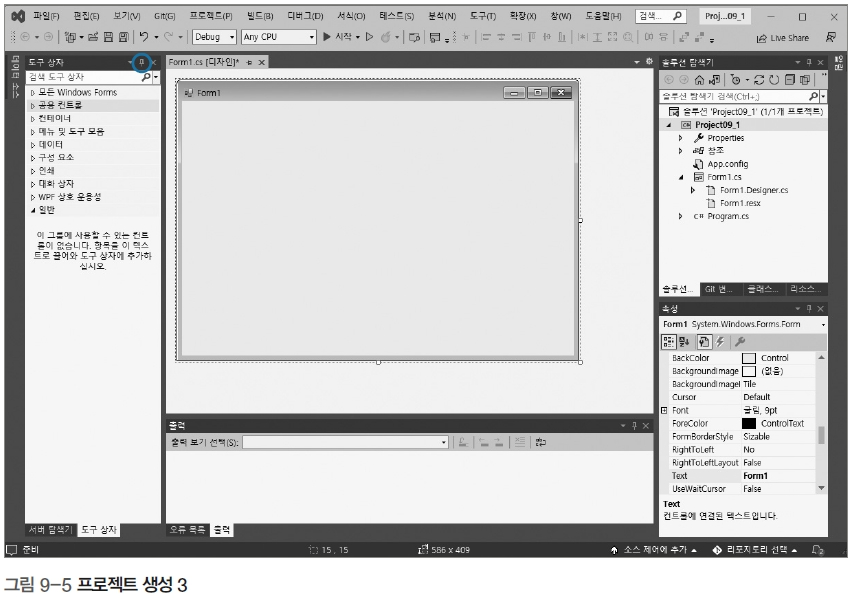 파일(F) 편집(E) 보기(V) Git(G) 프로젝트(P) 빌드(B) 디버그(D) 서식(O) 테스트(S) 분석(N) 도구(T) 확장(X) 창(W) 도움말(H) 검색... Proj...09_1
Debug Any CPU 시작 Live Share
데이터 소스
도구 상자
검색 도구 상자
모든 Windows Forms
공용 컨트롤
컨테이너
메뉴 및 도구 모음
데이터
구성 요소
인쇄
대화 상자
WPF 상호 운용성
일반
이 그룹에 사용할 수 있는 컨트
롤이 없습니다. 항목을 이 텍스
트로 끌어와 도구 상자에 추가하
십시오.
서버 탐색기 도구 상자
Form1.cs [디자인]*
Form1
출력
출력 보기 선택(S):
오류 목록 출력
솔루션 탐색기
솔루션 탐색기 검색(Ctrl+;)
솔루션 'Project09_1' (1/1개 프로젝트)
Project09_1
Properties
참조
App.config
Form1.cs
Form1.Designer.cs
Form1.resx
Program.cs
솔루션... Git 변... 클래스... 리소스...
속성
Form1 System.Windows.Forms.Form
BackColor Control
BackgroundImage (없음)
BackgroundImagel Tile
Cursor Default
Font 굴림, 9pt
ForeColor ControlText
FormBorderStyle Sizable
RightToLeft No
RightToLeftLayout False
Text Form1
UseWaitCursor False
Text
컨트롤에 연결된 텍스트입니다.
준비 15 , 15 586 x 409 소스 제어에 추가 리포지토리 선택 2
그림 9-5 프로젝트 생성 3